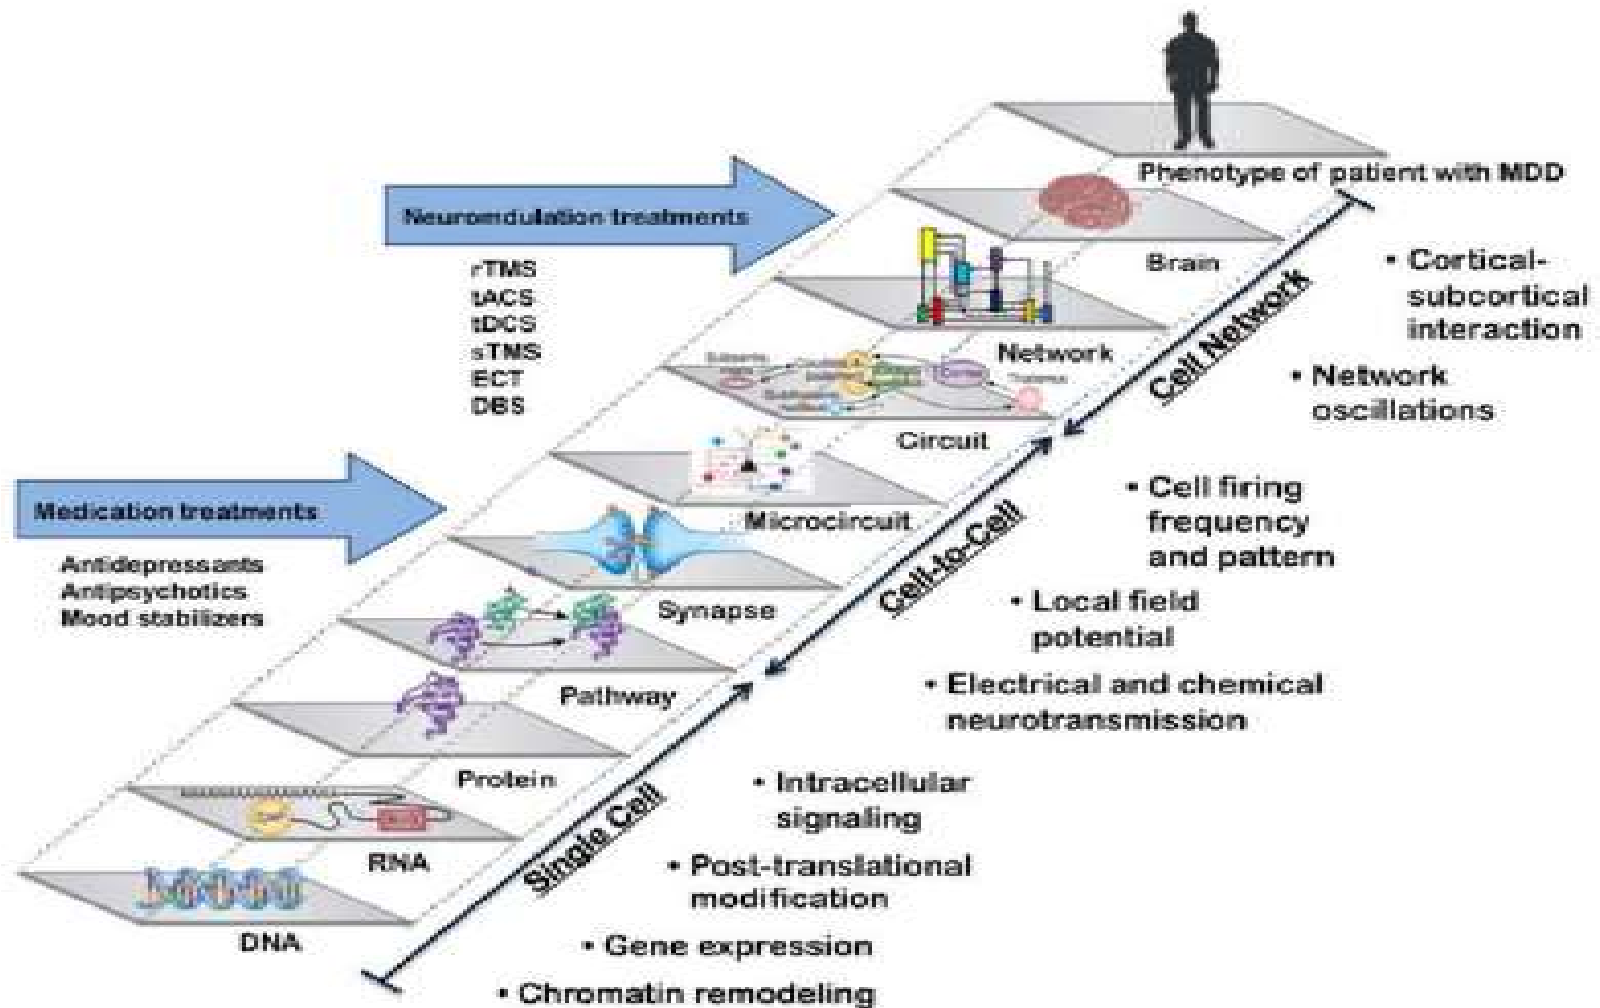 Phenotype of patient with MDD
Neuromdulation treatments
rTMS
tACS
tDCS
sTMS
ECT
DBS
Brain
Network
Circuit
Microcircuit
Medication treatments
Antidepressants
Antipsychotics
Mood stabilizers
Synapse
Pathway
Protein
RNA
DNA
Cell Network
Cell-to-Cell
Single Cell
• Cortical-
subcortical
interaction
• Network
oscillations
• Cell firing
frequency
and pattern
• Local field
potential
• Electrical and chemical
neurotransmission
• Intracellular
signaling
• Post-translational
modification
• Gene expression
• Chromatin remodeling